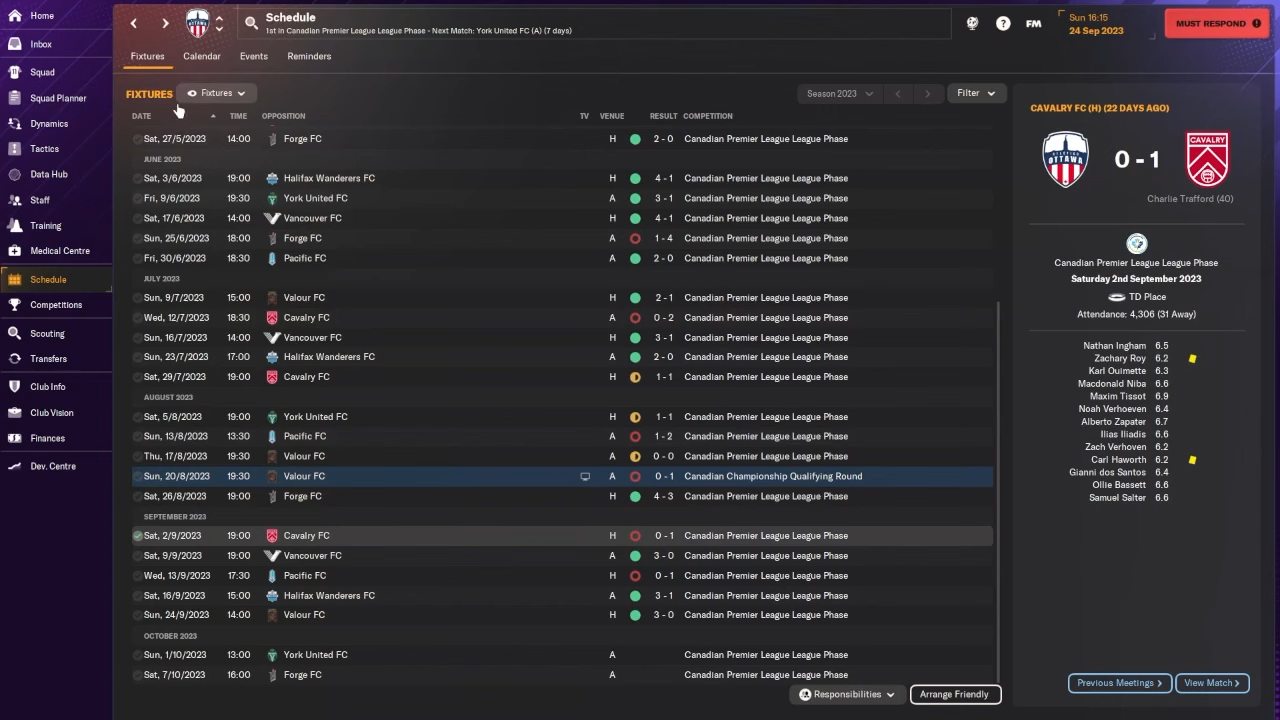 Home
Inbox
Squad
Squad Planner
Dynamics
Tactics
Data Hub
Staff
Training
Medical Centre
Schedule
Competitions
Scouting
Transfers
Club Info
Club Vision
Finances
Dev. Centre
Schedule
1st in Canadian Premier League League Phase - Next Match: York United FC (A) (7 days)
FM
Sun 16:15
24 Sep 2023
MUST RESPOND
Fixtures Calendar Events Reminders
FIXTURES Fixtures Season 2023 Filter
DATE TIME OPPOSITION TV VENUE RESULT COMPETITION
Sat, 27/5/2023 14:00 Forge FC H 2 - 0 Canadian Premier League League Phase
JUNE 2023
Sat, 3/6/2023 19:00 Halifax Wanderers FC H 4 - 1 Canadian Premier League League Phase
Fri, 9/6/2023 19:30 York United FC A 3 - 1 Canadian Premier League League Phase
Sat, 17/6/2023 14:00 Vancouver FC H 4 - 1 Canadian Premier League League Phase
Sun, 25/6/2023 18:00 Forge FC A 1 - 4 Canadian Premier League League Phase
Fri, 30/6/2023 18:30 Pacific FC A 2 - 0 Canadian Premier League League Phase
JULY 2023
Sun, 9/7/2023 15:00 Valour FC H 2 - 1 Canadian Premier League League Phase
Wed, 12/7/2023 18:30 Cavalry FC A 0 - 2 Canadian Premier League League Phase
Sun, 16/7/2023 14:00 Vancouver FC H 3 - 1 Canadian Premier League League Phase
Sun, 23/7/2023 17:00 Halifax Wanderers FC A 2 - 0 Canadian Premier League League Phase
Sat, 29/7/2023 19:00 Cavalry FC H 1 - 1 Canadian Premier League League Phase
AUGUST 2023
Sat, 5/8/2023 19:00 York United FC H 1 - 1 Canadian Premier League League Phase
Sun, 13/8/2023 13:30 Pacific FC A 1 - 2 Canadian Premier League League Phase
Thu, 17/8/2023 19:30 Valour FC A 0 - 0 Canadian Premier League League Phase
Sun, 20/8/2023 19:30 Valour FC A 0 - 1 Canadian Championship Qualifying Round
Sat, 26/8/2023 19:00 Forge FC H 4 - 3 Canadian Premier League League Phase
SEPTEMBER 2023
Sat, 2/9/2023 19:00 Cavalry FC H 0 - 1 Canadian Premier League League Phase
Sat, 9/9/2023 19:00 Vancouver FC A 3 - 0 Canadian Premier League League Phase
Wed, 13/9/2023 17:30 Pacific FC H 0 - 1 Canadian Premier League League Phase
Sat, 16/9/2023 15:00 Halifax Wanderers FC A 3 - 1 Canadian Premier League League Phase
Sun, 24/9/2023 14:00 Valour FC H 3 - 0 Canadian Premier League League Phase
OCTOBER 2023
Sun, 1/10/2023 13:00 York United FC A Canadian Premier League League Phase
Sat, 7/10/2023 16:00 Forge FC A Canadian Premier League League Phase
Responsibilities Arrange Friendly
CAVALRY FC (H) (22 DAYS AGO)
OTTAWA 0 - 1 CAVALRY
Charlie Trafford (40)
Canadian Premier League League Phase
Saturday 2nd September 2023
TD Place
Attendance: 4,306 (31 Away)
Nathan Ingham 6.5
Zachary Roy 6.2
Karl Ouimette 6.3
Macdonald Niba 6.6
Maxim Tissot 6.9
Noah Verhoeven 6.4
Alberto Zapater 6.7
Ilias Iliadis 6.6
Zach Verhoven 6.2
Carl Haworth 6.2
Gianni dos Santos 6.4
Ollie Bassett 6.6
Samuel Salter 6.6
Previous Meetings > View Match >